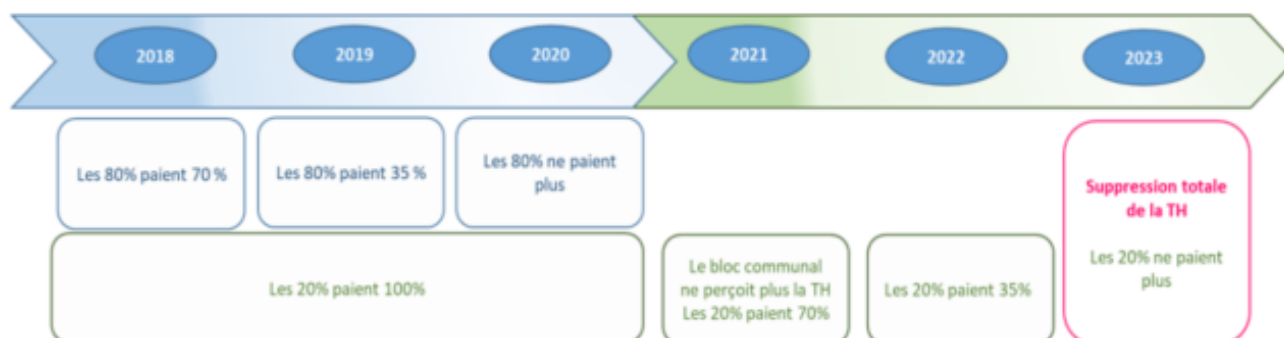 2018
2019
2020
2021
2022
2023
Les 80% paient 70 %
Les 80% paient 35 %
Les 80% ne paient
plus
Suppression totale
de la TH
Les 20% ne paient
plus
Les 20% paient 100%
Le bloc communal
ne perçoit plus la TH
Les 20% paient 70%
Les 20% paient 35%